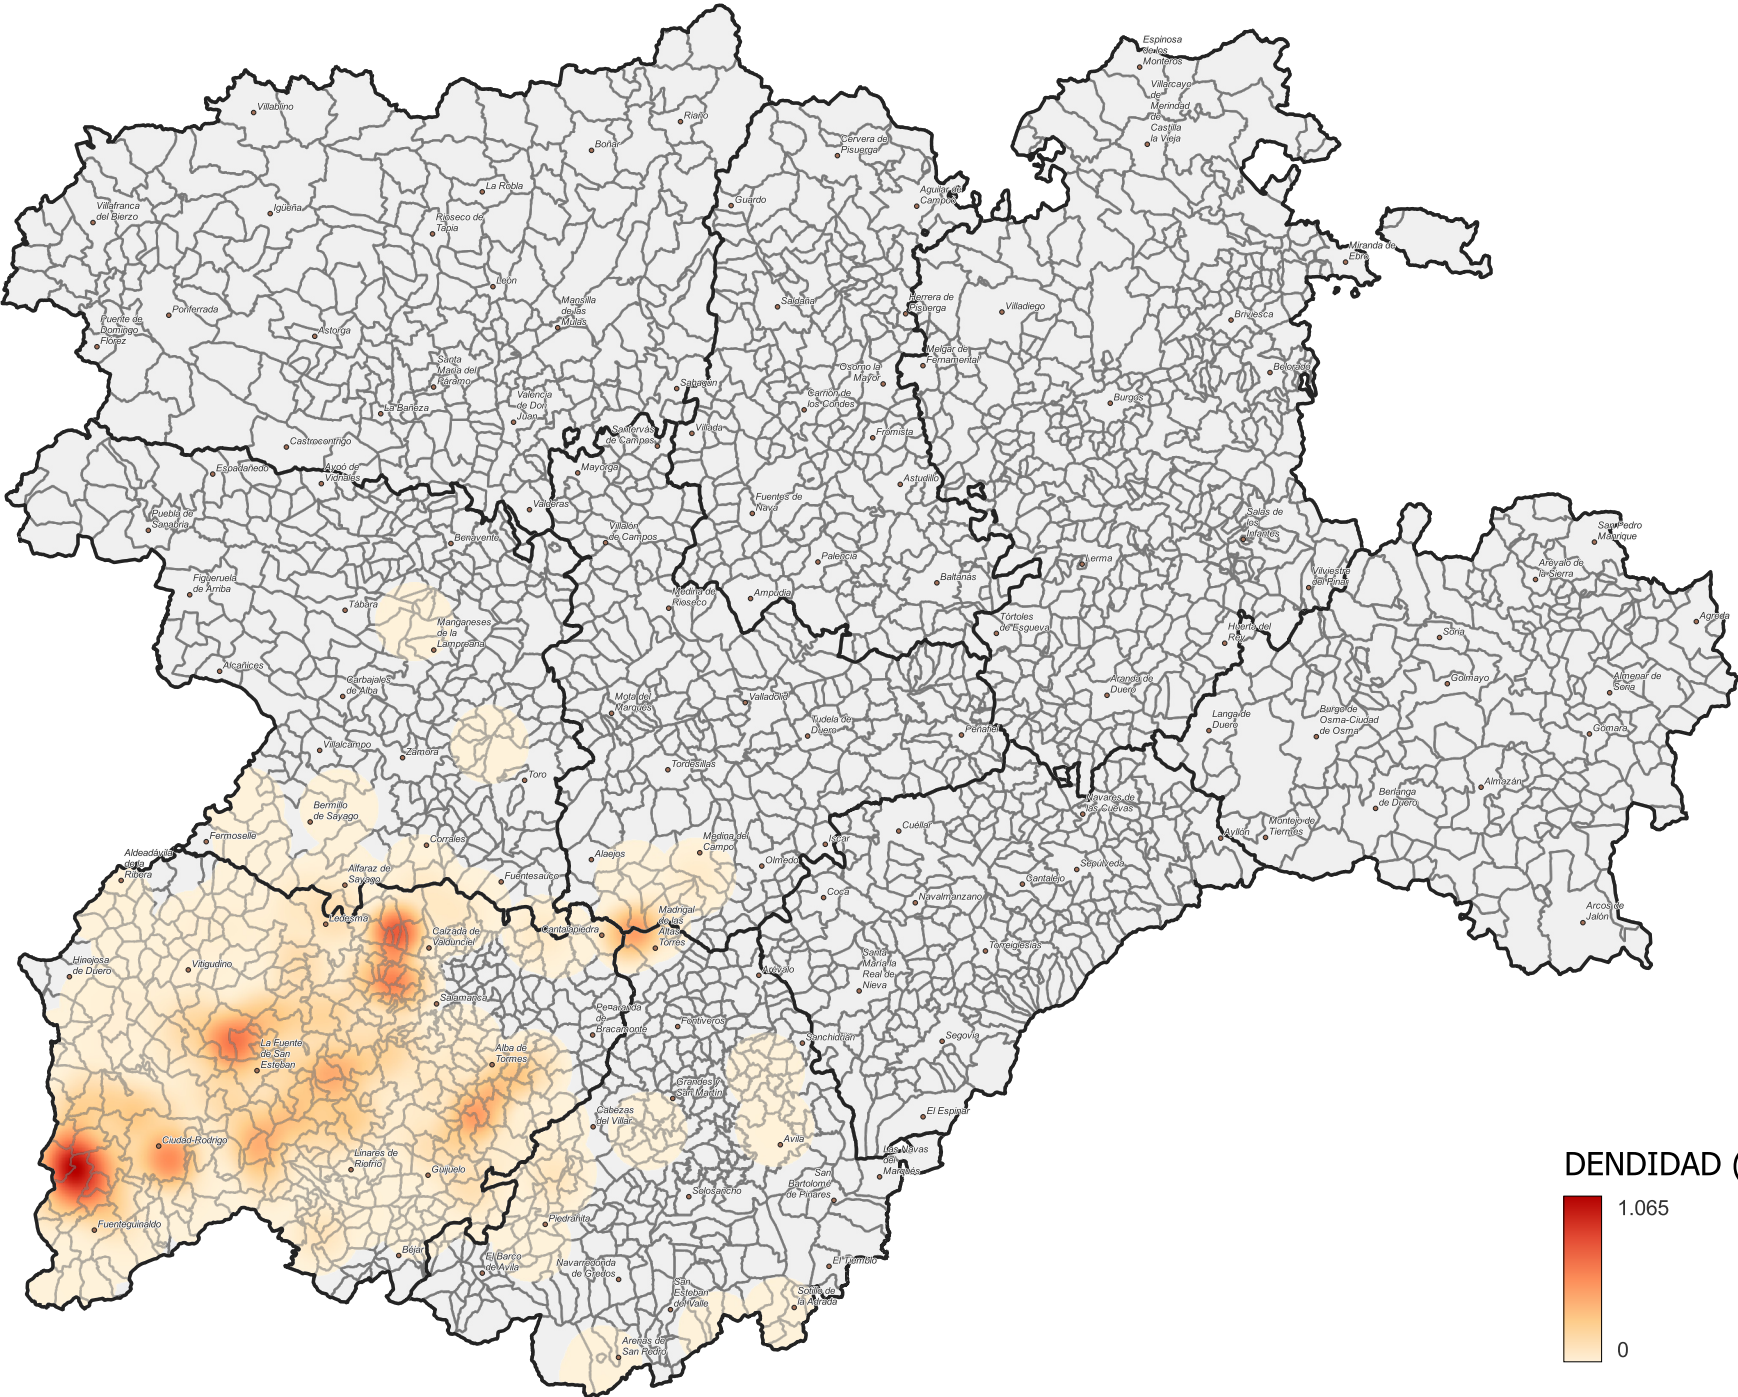 Espinosa
de los
Monteros
Villarcayo
de
Merindad
de
Castilla
la Vieja
Villablino
Riaño
Boñar
Cervera de
Pisuerga
La Robla
Aguilar de
Campoo
Guardo
Villafranca
del Bierzo
Igüeña
Rioseco de
Tapia
Miranda de
Ebro
León
Mansilla
de las
Mulas
Saldaña
Herrera de
Pisuerga
Villadiego
Briviesca
Ponferrada
Puente de
Domingo
Flórez
Astorga
Santa
María del
Páramo
Melgar de
Fernamental
Osorno la
Mayor
Belorado
Sahagún
Carrión de
los Condes
Burgos
La Bañeza
Valencia
de Don
Juan
Santervás
de Campos
Villada
Frómista
Castrocontrigo
Espadañedo
Ayoó de
Vidriales
Mayorga
Astudillo
Valderas
Fuentes de
Nava
Puebla de
Sanabria
Benavente
Villalón
de Campos
Salas de
los
Infantes
San Pedro
Manrique
Palencia
Lerma
Arévalo de
la Sierra
Figueruela
de Arriba
Baltanás
Vilviestre
del Pinar
Tábara
Medina de
Rioseco
Ampudia
Manganeses
de la
Lampreana
Tórtoles
de Esgueva
Huerta del
Rey
Soria
Agreda
Alcañices
Carbajales
de Alba
Aranda de
Duero
Golmayo
Almenar de
Soria
Mota del
Marqués
Valladolid
Tudela de
Duero
Peñafiel
Langa de
Duero
Burgo de
Osma-Ciudad
de Osma
Gómara
Villalcampo
Zamora
Toro
Tordesillas
Almazán
Berlanga
de Duero
Bermillo
de Sayago
Navares de
las Cuevas
Fermoselle
Corrales
Medina del
Campo
Iscar
Cuéllar
Ayllón
Montejo de
Tiermes
Aldeadávila
de la
Ribera
Alfaraz de
Sayago
Fuentesaúco
Alaejos
Olmedo
Sepúlveda
Cantalejo
Coca
Navalmanzano
Arcos de
Jalón
Ledesma
Calzada de
Valdunciel
Cantalapiedra
Madrigal
de las
Altas
Torres
Torreiglesias
Hinojosa
de Duero
Vitigudino
Arévalo
Santa
María la
Real de
Nieva
Salamanca
Peñaranda
de
Bracamonte
Fontiveros
Sanchidrián
Segovia
La Fuente
de San
Esteban
Alba de
Tormes
Grandes y
San Martín
Cabezas
del Villar
El Espinar
Ciudad-Rodrigo
Avila
Linares de
Riofrío
Guijuelo
Las Navas
del
Marqués
San
Bartolomé
de Pinares
Solosancho
Fuenteguinaldo
Piedrahita
Béjar
El Barco
de Avila
Navarredonda
de Gredos
El Tiemblo
San
Esteban
del Valle
Sotillo de
la Adrada
Arenas de
San Pedro
DENDIDAD (
1.065
0